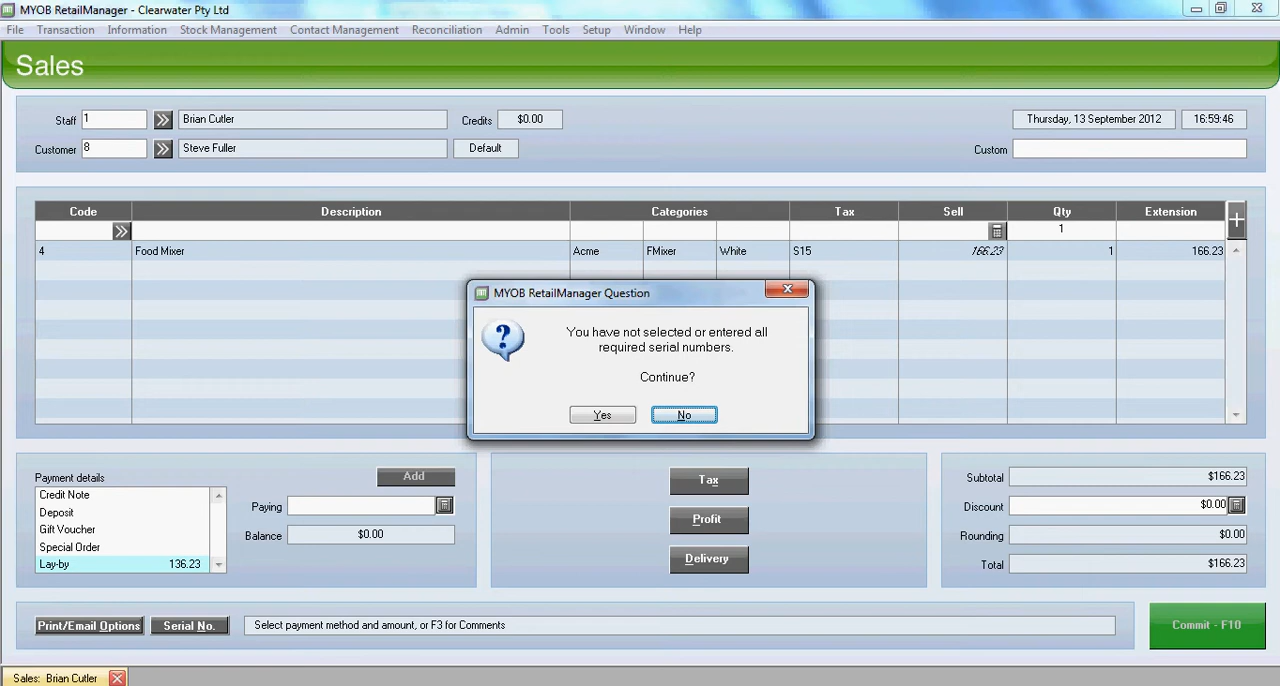 MYOB RetailManager - Clearwater Pty Ltd
File Transaction Information Stock Management Contact Management Reconciliation Admin Tools Setup Window Help
Sales
Staff 1 Brian Cutler Credits $0.00 Thursday, 13 September 2012 16:59:46
Customer 8 Steve Fuller Default Custom
Code Description Categories Tax Sell Qty Extension
1
4 Food Mixer Acme FMixer White S15 166.23 1 166.23
MYOB RetailManager Question
You have not selected or entered all
required serial numbers.
Continue?
Yes No
Payment details Add
Credit Note
Deposit
Gift Voucher
Special Order
Lay-by 136.23
Paying
Balance $0.00
Tax
Profit
Delivery
Subtotal $166.23
Discount $0.00
Rounding $0.00
Total $166.23
Print/Email Options Serial No. Select payment method and amount, or F3 for Comments Commit - F10
Sales: Brian Cutler